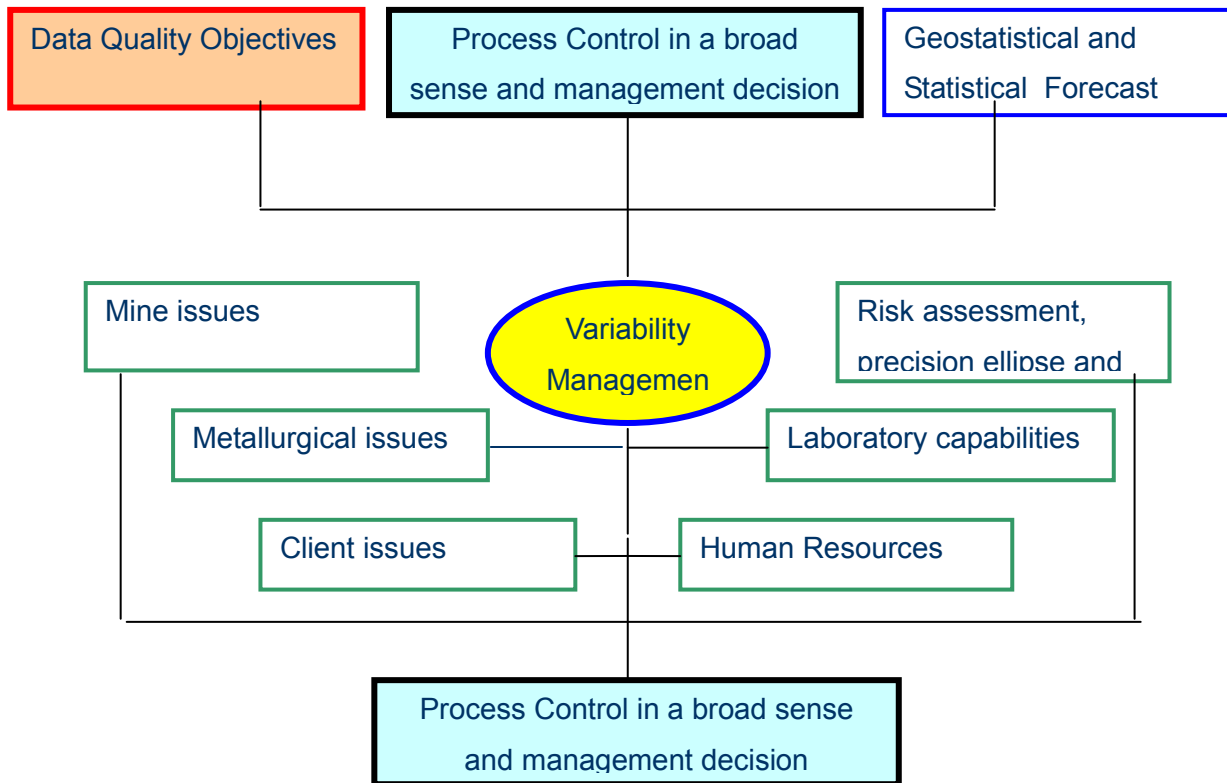 Data Quality Objectives
Process Control in a broad
sense and management decision
Geostatistical and
Statistical Forecast
Mine issues
Variability
Managemen
Risk assessment,
precision ellipse and
Metallurgical issues
Laboratory capabilities
Client issues
Human Resources
Process Control in a broad sense
and management decision